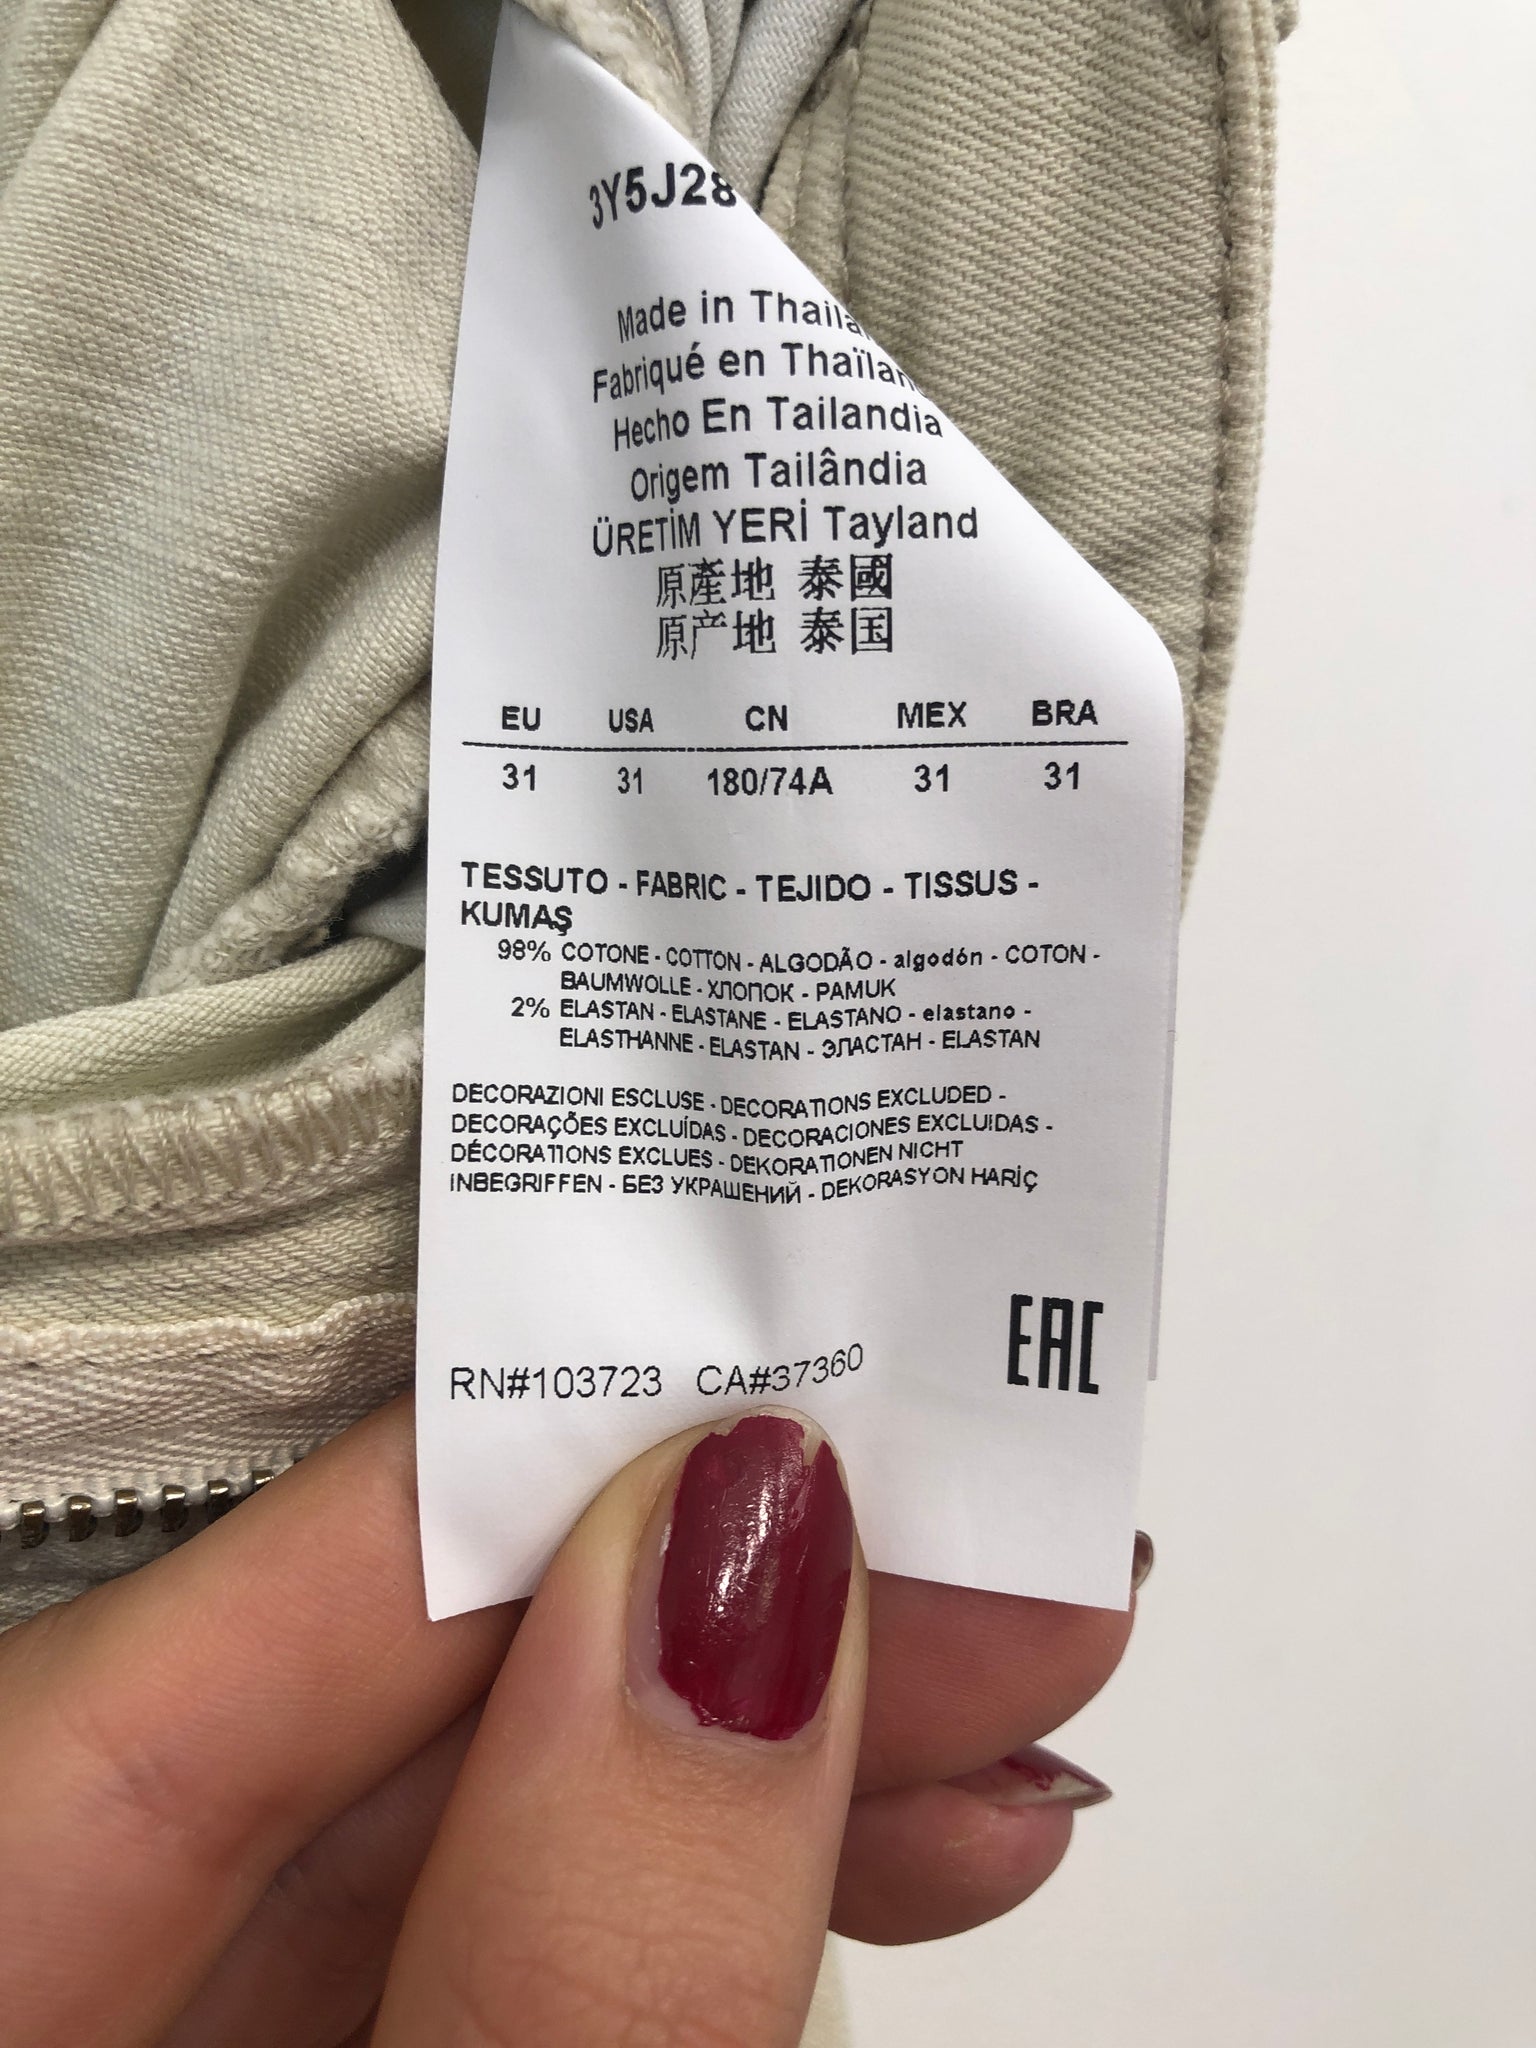 3Y5J28
Made in
Fabriqué en
Hecho En Tailandia
Origem Tailândia
ÜRETİM YERİ Tayland
原產地 泰國
原产地 泰国
EU USA CN MEX BRA
31 31 180/74A 31 31
TESSUTO - FABRIC - TEJIDO - TISSUS -
KUMAŞ
98% COTONE - COTTON - ALGODÃO - algodón - COTON -
BAUMWOLLE - ХЛОПОК - PAMUK
2% ELASTAN - ELASTANE - ELASTANO - elastano -
ELASTHANNE - ELASTAN - ЭЛАСТАН - ELASTAN
DECORAZIONI ESCLUSE - DECORATIONS EXCLUDED -
DECORAÇÕES EXCLUÍDAS - DECORACIONES EXCLUIDAS -
DÉCORATIONS EXCLUES - DEKORATIONEN NICHT
INBEGRIFFEN - БЕЗ УКРАШЕНИЙ - DEKORASYON HARİÇ
EAC
RN#103723 CA#37360